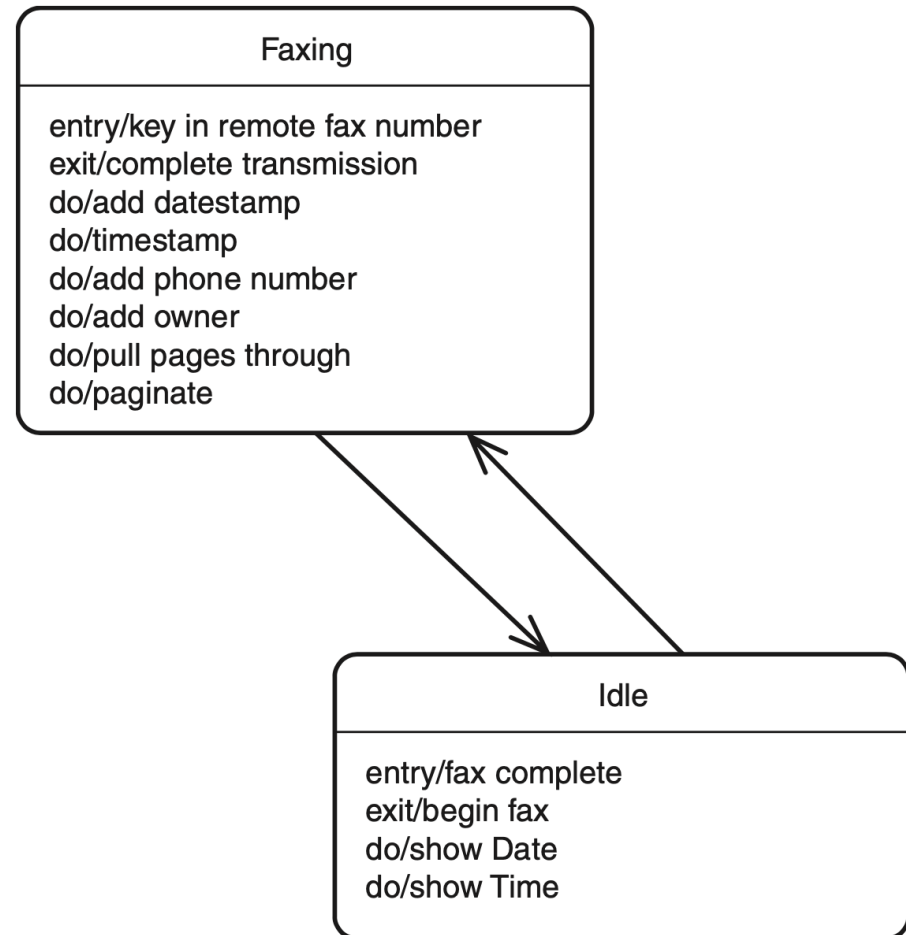 Faxing
entry/key in remote fax number
exit/complete transmission
do/add datestamp
do/timestamp
do/add phone number
do/add owner
do/pull pages through
do/paginate
Idle
entry/fax complete
exit/begin fax
do/show Date
do/show Time